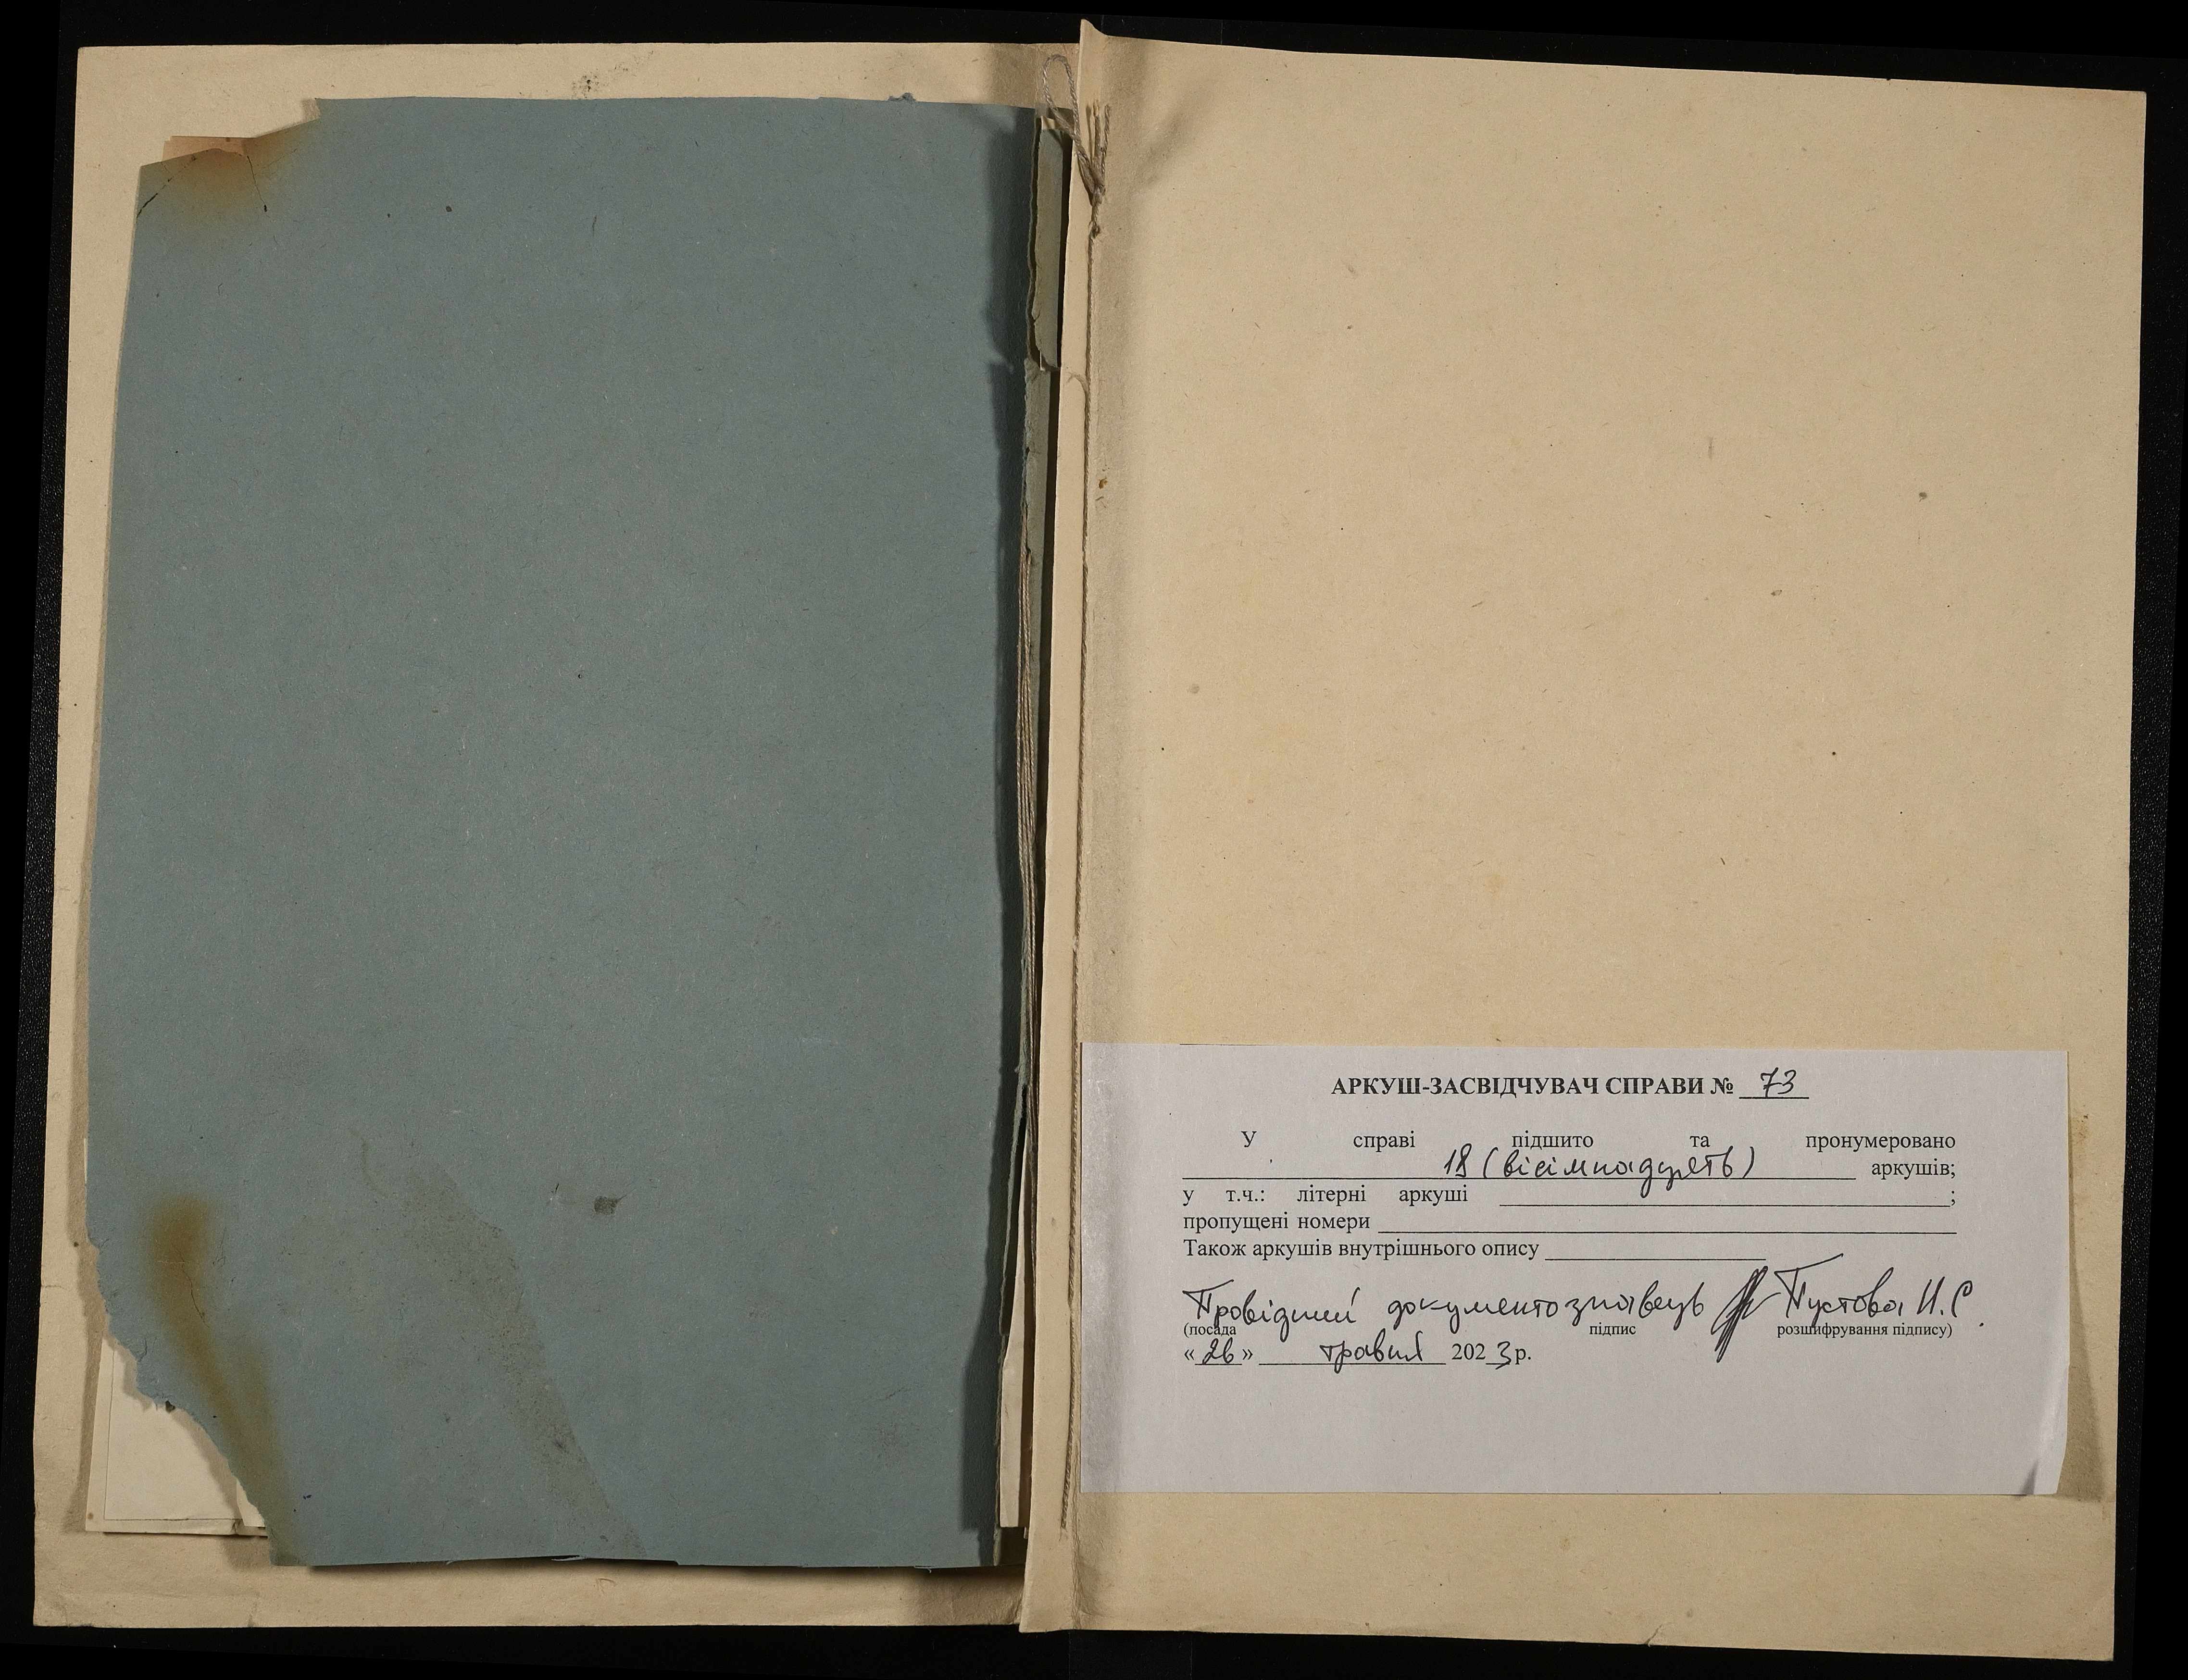 АРКУШ-ЗАСВІДЧУВАЧ СПРАВИ № 73
У справі підшито та пронумеровано
18 (вісімнадцять) аркушів;
у т.ч.: літерні аркуші ;
пропущені номери
Також аркушів внутрішнього опису
Провідний документознавець Пустова Н.С.
(посада підпис розшифрування підпису)
« 26 » травня 2023 р.